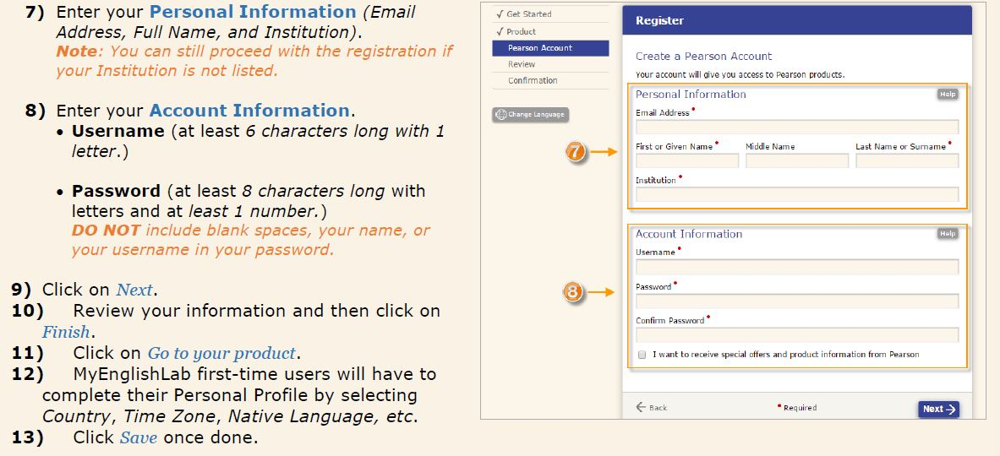 7) Enter your Personal Information (Email
Address, Full Name, and Institution).
Note: You can still proceed with the registration if
your Institution is not listed.
8) Enter your Account Information.
• Username (at least 6 characters long with 1
letter.)
• Password (at least 8 characters long with
letters and at least 1 number.)
DO NOT include blank spaces, your name, or
your username in your password.
9) Click on Next.
10) Review your information and then click on
Finish.
11) Click on Go to your product.
12) MyEnglishLab first-time users will have to
complete their Personal Profile by selecting
Country, Time Zone, Native Language, etc.
13) Click Save once done.
√ Get Started
√ Product
Pearson Account
Review
Confirmation
Change Language
Register
Create a Pearson Account
Your account will give you access to Pearson products.
7
Personal Information Help
Email Address •
First or Given Name • Middle Name Last Name or Surname •
Institution •
8
Account Information Help
Username •
Password •
Confirm Password •
I want to receive special offers and product information from Pearson
← Back • Required Next →